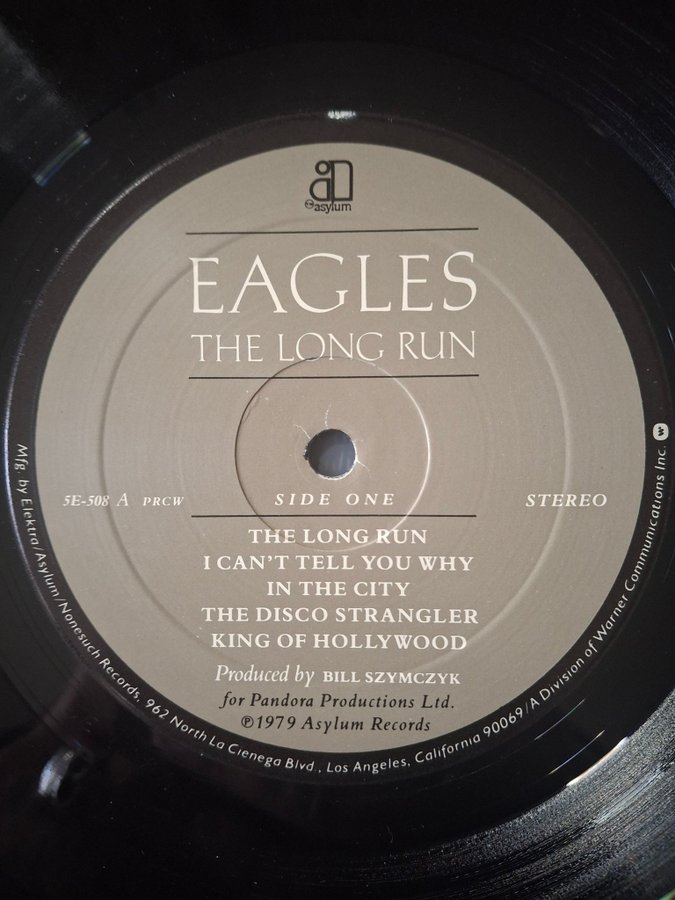 asylum
EAGLES
THE LONG RUN
5E-508 A PRCW
SIDE ONE
STEREO
THE LONG RUN
I CAN'T TELL YOU WHY
IN THE CITY
THE DISCO STRANGLER
KING OF HOLLYWOOD
Produced by BILL SZYMCZYK
for Pandora Productions Ltd.
℗1979 Asylum Records
Mfg. by Elektra/Asylum/Nonesuch Records, 962 North La Cienega Blvd., Los Angeles, California 90069/A Division of Warner Communications Inc.